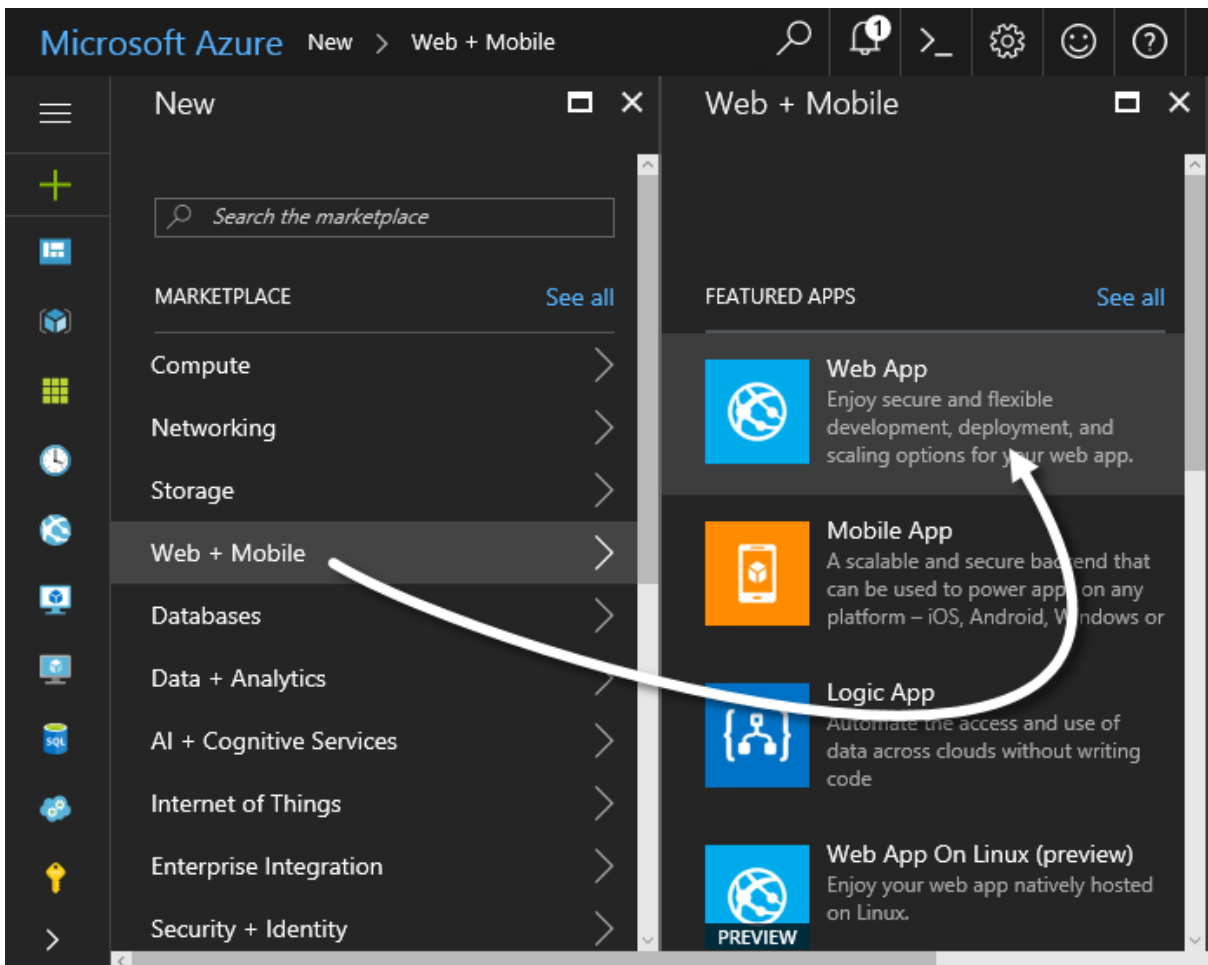 Microsoft Azure New > Web + Mobile
1
>_
?
New
Web + Mobile
Search the marketplace
MARKETPLACE
See all
Compute
Networking
Storage
Web + Mobile
Databases
Data + Analytics
AI + Cognitive Services
Internet of Things
Enterprise Integration
Security + Identity
FEATURED APPS
See all
Web App
Enjoy secure and flexible
development, deployment, and
scaling options for your web app.
Mobile App
A scalable and secure backend that
can be used to power apps on any
platform – iOS, Android, Windows or
Logic App
Automate the access and use of
data across clouds without writing
code
Web App On Linux (preview)
Enjoy your web app natively hosted
on Linux.
PREVIEW
SQL